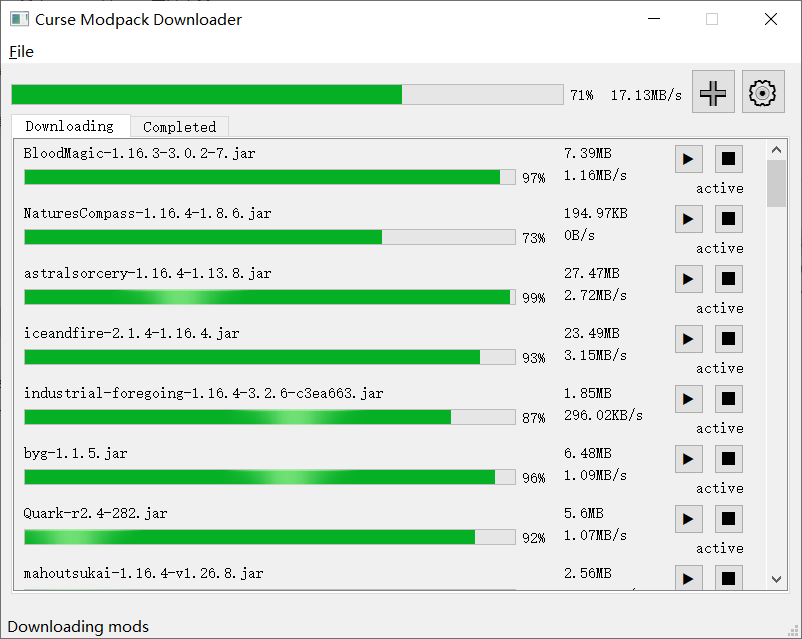 Curse Modpack Downloader
File
71% 17.13MB/s
Downloading Completed
BloodMagic-1.16.3-3.0.2-7.jar 7.39MB
97% 1.16MB/s
active
NaturesCompass-1.16.4-1.8.6.jar 194.97KB
73% 0B/s
active
astralsorcery-1.16.4-1.13.8.jar 27.47MB
99% 2.72MB/s
active
iceandfire-2.1.4-1.16.4.jar 23.49MB
93% 3.15MB/s
active
industrial-foregoing-1.16.4-3.2.6-c3ea663.jar 1.85MB
87% 296.02KB/s
active
byg-1.1.5.jar 6.48MB
96% 1.09MB/s
active
Quark-r2.4-282.jar 5.6MB
92% 1.07MB/s
active
mahoutsukai-1.16.4-v1.26.8.jar 2.56MB
Downloading mods